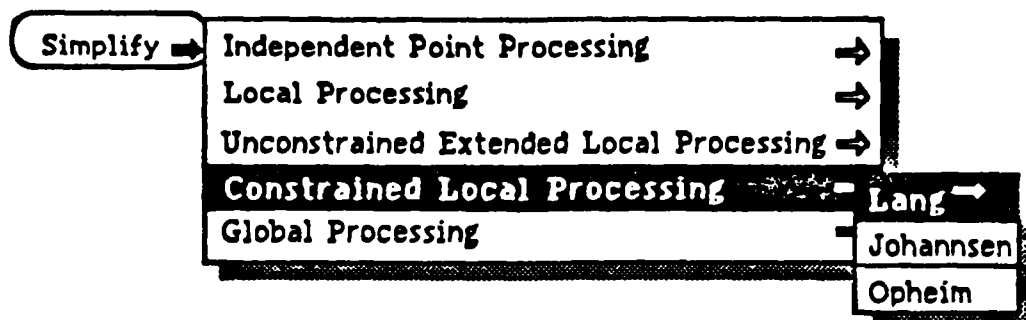 Simplify
Independent Point Processing
Local Processing
Unconstrained Extended Local Processing
Constrained Local Processing
Global Processing
Lang
Johannsen
Opheim